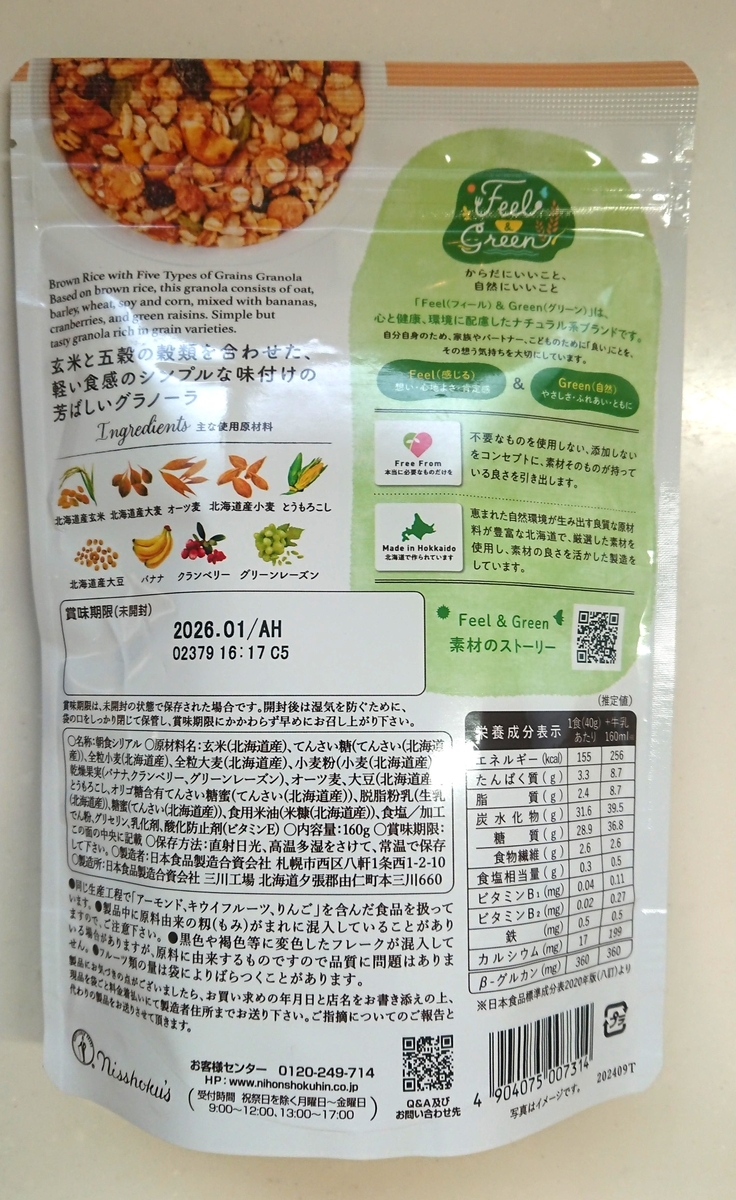 Feel
&
Green
からだにいいこと、
自然にいいこと
「Feel(フィール) & Green(グリーン)」は、
心と健康、環境に配慮したナチュラル系ブランドです。
自分自身のため、家族やパートナー、こどものために「良い」ことを、
その想う気持ちを大切にしています。
Feel(感じる)
想い・心地よさ・肯定感
&
Green(自然)
やさしさ・ふれあい・ともに
Free From
本当に必要なものだけを
不要なものを使用しない、添加しない
をコンセプトに、素材そのものが持って
いる良さを引き出します。
Made in Hokkaido
北海道で作られています
恵まれた自然環境が生み出す良質な原材
料が豊富な北海道で、厳選した素材を
使用し、素材の良さを活かした製造を
しています。
Feel & Green
素材のストーリー
Brown Rice with Five Types of Grains Granola
Based on brown rice, this granola consists of oat,
barley, wheat, soy and corn, mixed with bananas,
cranberries, and green raisins. Simple but
tasty granola rich in grain varieties.
玄米と五穀の穀類を合わせた、
軽い食感のシンプルな味付けの
芳ばしいグラノーラ
Ingredients 主な使用原材料
北海道産玄米 北海道産大麦 オーツ麦 北海道産小麦 とうもろこし
北海道産大豆 バナナ クランベリー グリーンレーズン
賞味期限(未開封)
2026.01/AH
02379 16:17 C5
賞味期限は、未開封の状態で保存された場合です。開封後は湿気を防ぐために、
袋の口をしっかり閉じて保管し、賞味期限にかかわらず早めにお召し上がり下さい。
〇名称:朝食シリアル 〇原材料名:玄米(北海道産)、てんさい糖(てんさい(北海道
産))、全粒小麦(北海道産)、全粒大麦(北海道産)、小麦粉(小麦(北海道産))、
乾燥果実(バナナ、クランベリー、グリーンレーズン)、オーツ麦、大豆(北海道産)、
とうもろこし、オリゴ糖含有てんさい糖蜜(てんさい(北海道産))、脱脂粉乳(生乳
(北海道産))、糖蜜(てんさい(北海道産))、食用米油(米糠(北海道産))、食塩／加工
でん粉、グリセリン、乳化剤、酸化防止剤(ビタミンE) 〇内容量:160g 〇賞味期限:
この面の中央に記載 〇保存方法:直射日光、高温多湿をさけて、常温で保存
して下さい。〇製造者:日本食品製造合資会社 札幌市西区八軒1条西1-2-10
〇製造所:日本食品製造合資会社 三川工場 北海道夕張郡由仁町本三川660
●同じ生産工程で「アーモンド、キウイフルーツ、りんご」を含んだ食品を扱って
います。●製品中に原料由来の籾(もみ)がまれに混入していることがあり
ますので、ご注意下さい。●黒色や褐色等に変色したフレークが混入して
いる場合がありますが、原料に由来するものですので品質に問題はありま
せん。●フルーツ類の量は袋によりばらつくことがあります。
製品にお気づきの点がございましたら、お買い求めの年月日と店名をお書き添えの上、
現品を袋ごと料金着払いにて製造者住所までお送り下さい。ご指摘についてのご報告と
代わりの製品をお送りさせて頂きます。
(推定値)
栄養成分表示 1食(40g)あたり +牛乳160ml
エネルギー(kcal) 155 256
たんぱく質(g) 3.3 8.7
脂質(g) 2.4 8.7
炭水化物(g) 31.6 39.5
糖質(g) 28.9 36.8
食物繊維(g) 2.6 2.6
食塩相当量(g) 0.3 0.5
ビタミンB₁(mg) 0.04 0.11
ビタミンB₂(mg) 0.02 0.27
鉄(mg) 0.5 0.5
カルシウム(mg) 17 199
β-グルカン(mg) 360 360
※日本食品標準成分表2020年版(八訂)より
プラ
Nisshoku's
お客様センター 0120-249-714
HP:www.nihonshokuhin.co.jp
(受付時間 祝祭日を除く月曜日〜金曜日
9:00〜12:00、13:00〜17:00)
Q&A及び
お問い合わせ先
4 904075 007314
写真はイメージです。
202409T